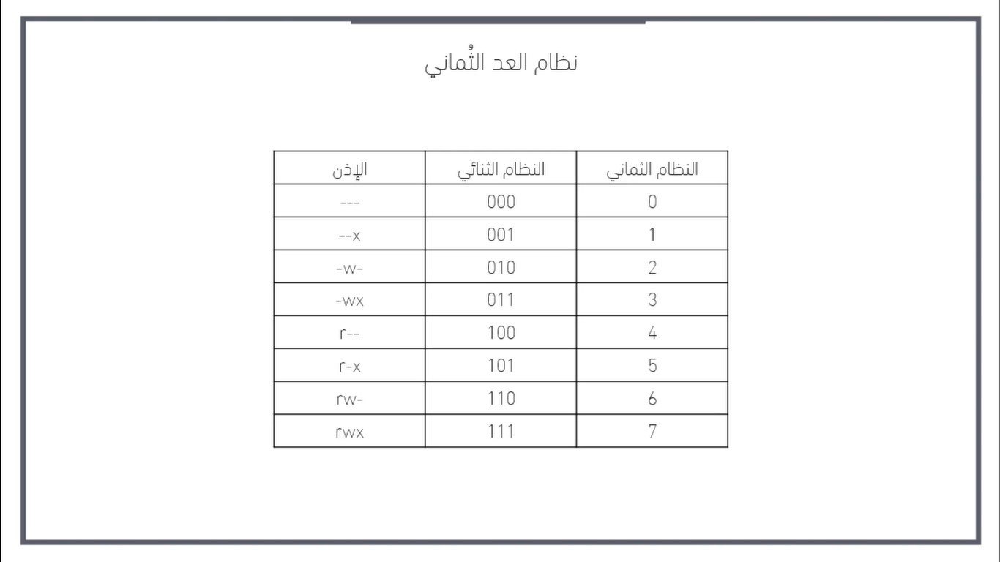 نظام العد الثُماني
النظام الثماني النظام الثنائي الإذن
0 000 ---
1 001 --x
2 010 -w-
3 011 -wx
4 100 r--
5 101 r-x
6 110 rw-
7 111 rwx